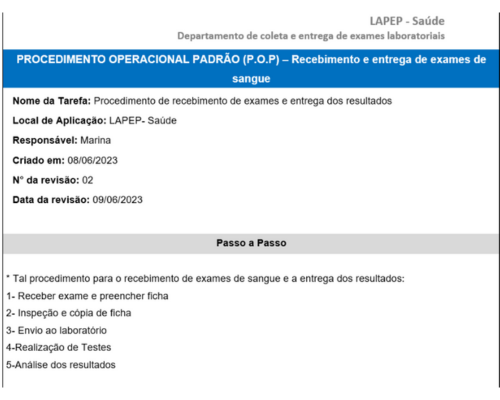 LAPEP - Saúde
Departamento de coleta e entrega de exames laboratoriais
PROCEDIMENTO OPERACIONAL PADRÃO (P.O.P) – Recebimento e entrega de exames de
sangue
Nome da Tarefa: Procedimento de recebimento de exames e entrega dos resultados
Local de Aplicação: LAPEP- Saúde
Responsável: Marina
Criado em: 08/06/2023
N° da revisão: 02
Data da revisão: 09/06/2023
Passo a Passo
* Tal procedimento para o recebimento de exames de sangue e a entrega dos resultados:
1- Receber exame e preencher ficha
2- Inspeção e cópia de ficha
3- Envio ao laboratório
4-Realização de Testes
5-Análise dos resultados